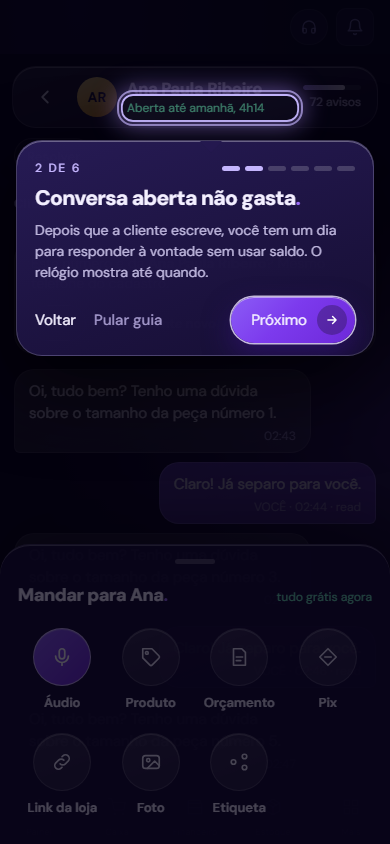 AR
Ana Paula Ribeiro
Aberta até amanhã, 4h14
72 avisos
2 DE 6
Conversa aberta não gasta.
Depois que a cliente escreve, você tem um dia
para responder à vontade sem usar saldo. O
relógio mostra até quando.
Voltar
Pular guia
Próximo
Oi, tudo bem? Tenho uma dúvida
sobre o tamanho da peça número 1.
02:43
Claro! Já separo para você.
VOCÊ · 02:44 · read
Mandar para Ana.
tudo grátis agora
Áudio
Produto
Orçamento
Pix
Link da loja
Foto
Etiqueta